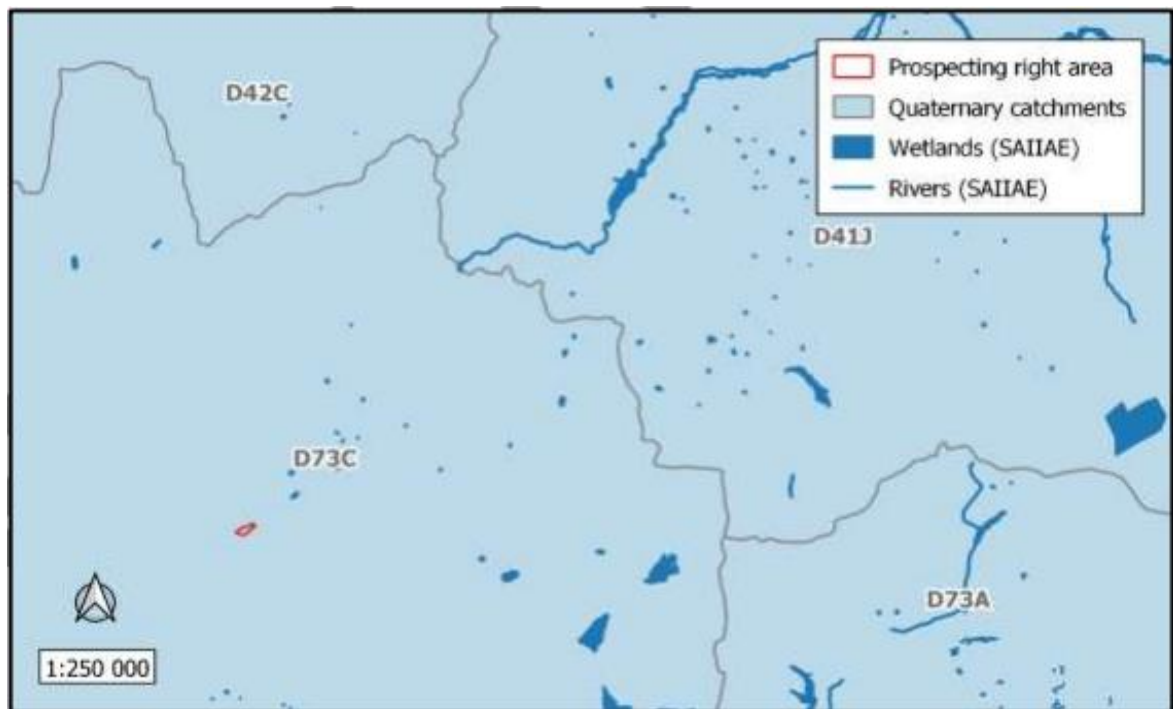 D42C
Prospecting right area
Quaternary catchments
Wetlands (SAIIAE)
Rivers (SAIIAE)
D41J
D73C
D73A
1:250 000